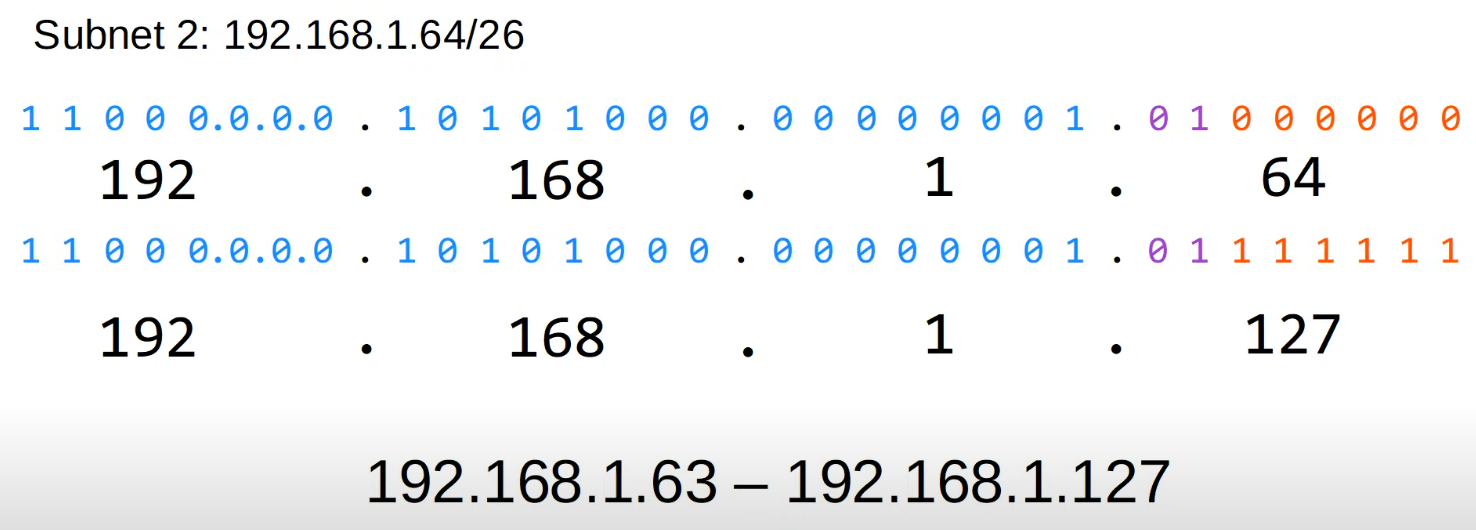 Subnet 2: 192.168.1.64/26
1 1 0 0 0.0.0.0 . 1 0 1 0 1 0 0 0 . 0 0 0 0 0 0 0 1 . 0 1 0 0 0 0 0 0
192 . 168 . 1 . 64
1 1 0 0 0.0.0.0 . 1 0 1 0 1 0 0 0 . 0 0 0 0 0 0 0 1 . 0 1 1 1 1 1 1 1
192 . 168 . 1 . 127
192.168.1.63 – 192.168.1.127